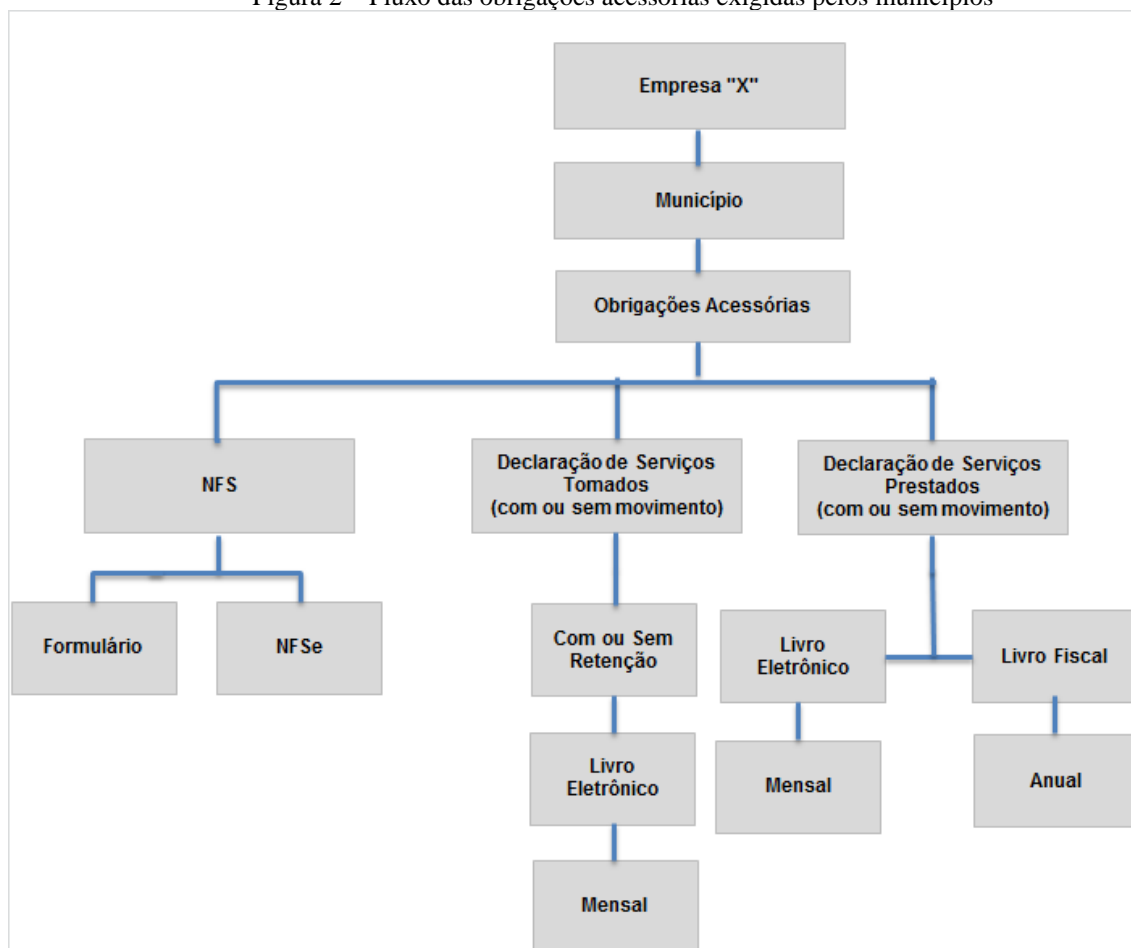 Figura 2 – Fluxo das obrigações acessórias exigidas pelos municípios
Empresa "X"
Município
Obrigações Acessórias
NFS
Declaração de Serviços
Tomados
(com ou sem movimento)
Declaração de Serviços
Prestados
(com ou sem movimento)
Formulário
NFSe
Com ou Sem
Retenção
Livro
Eletrônico
Livro Fiscal
Livro
Eletrônico
Mensal
Anual
Mensal